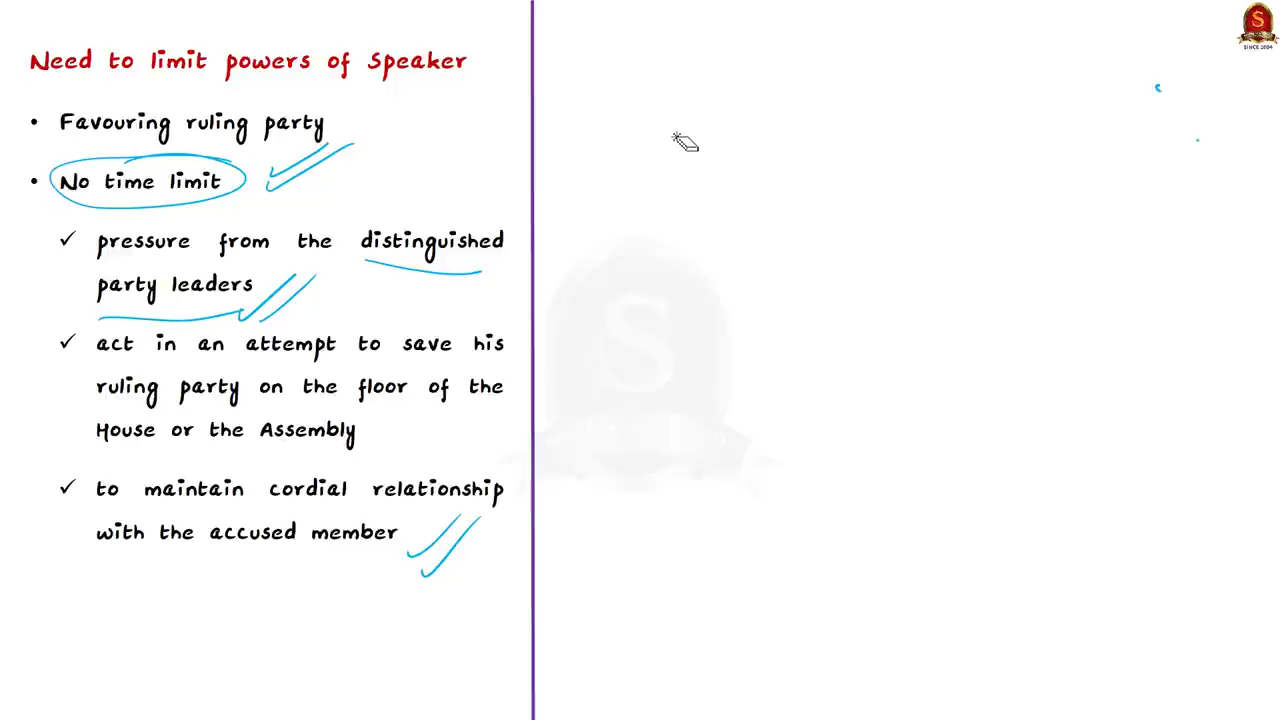 Need to limit powers of Speaker
• Favouring ruling party
• No time limit
✓ pressure from the distinguished
party leaders
✓ act in an attempt to save his
ruling party on the floor of the
House or the Assembly
✓ to maintain cordial relationship
with the accused member
S
SINCE 2004
S